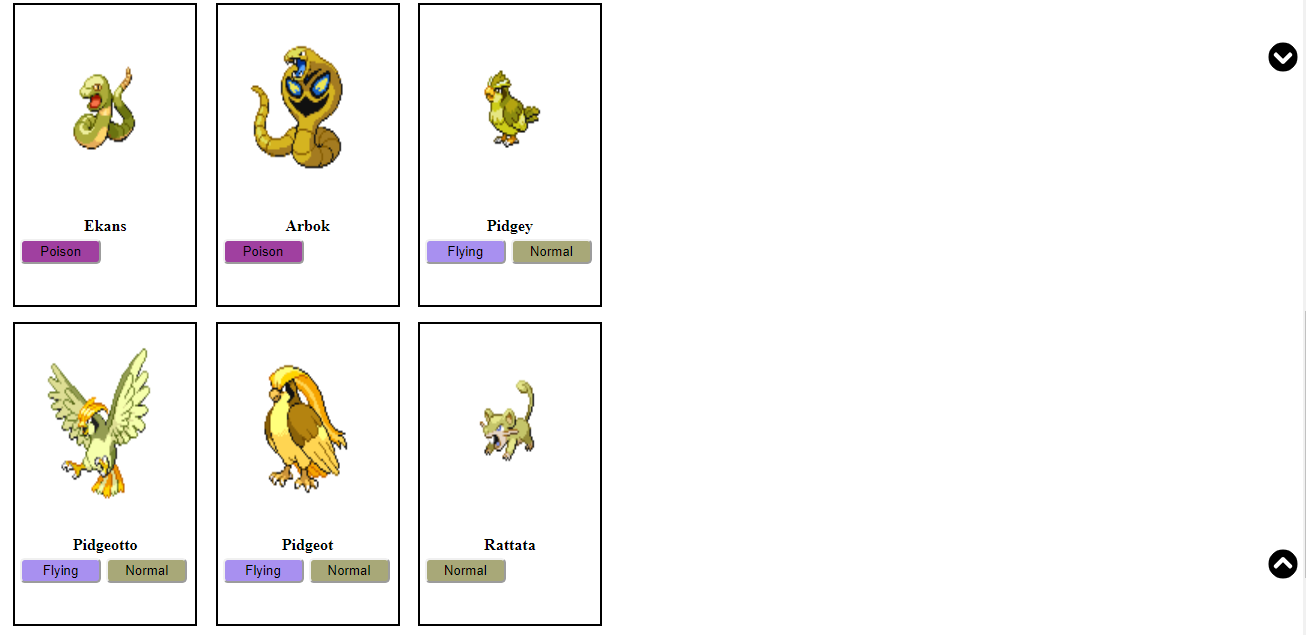 Ekans
Poison
Arbok
Poison
Pidgey
Flying Normal
Pidgeotto
Flying Normal
Pidgeot
Flying Normal
Rattata
Normal